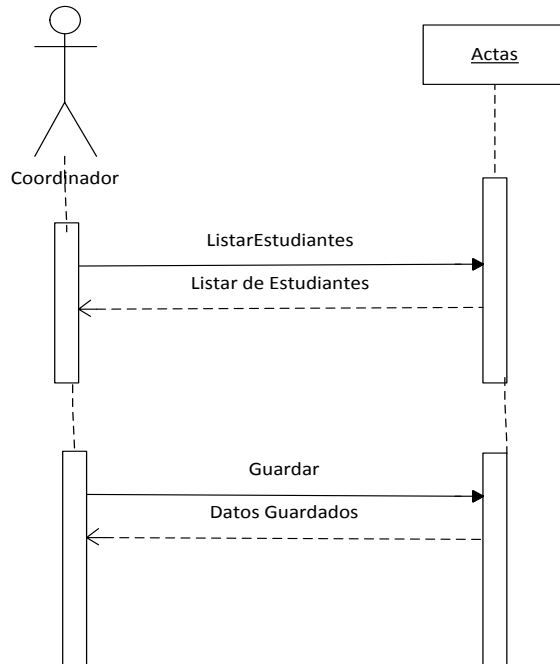 Actas
Coordinador
ListarEstudiantes
Listar de Estudiantes
Guardar
Datos Guardados